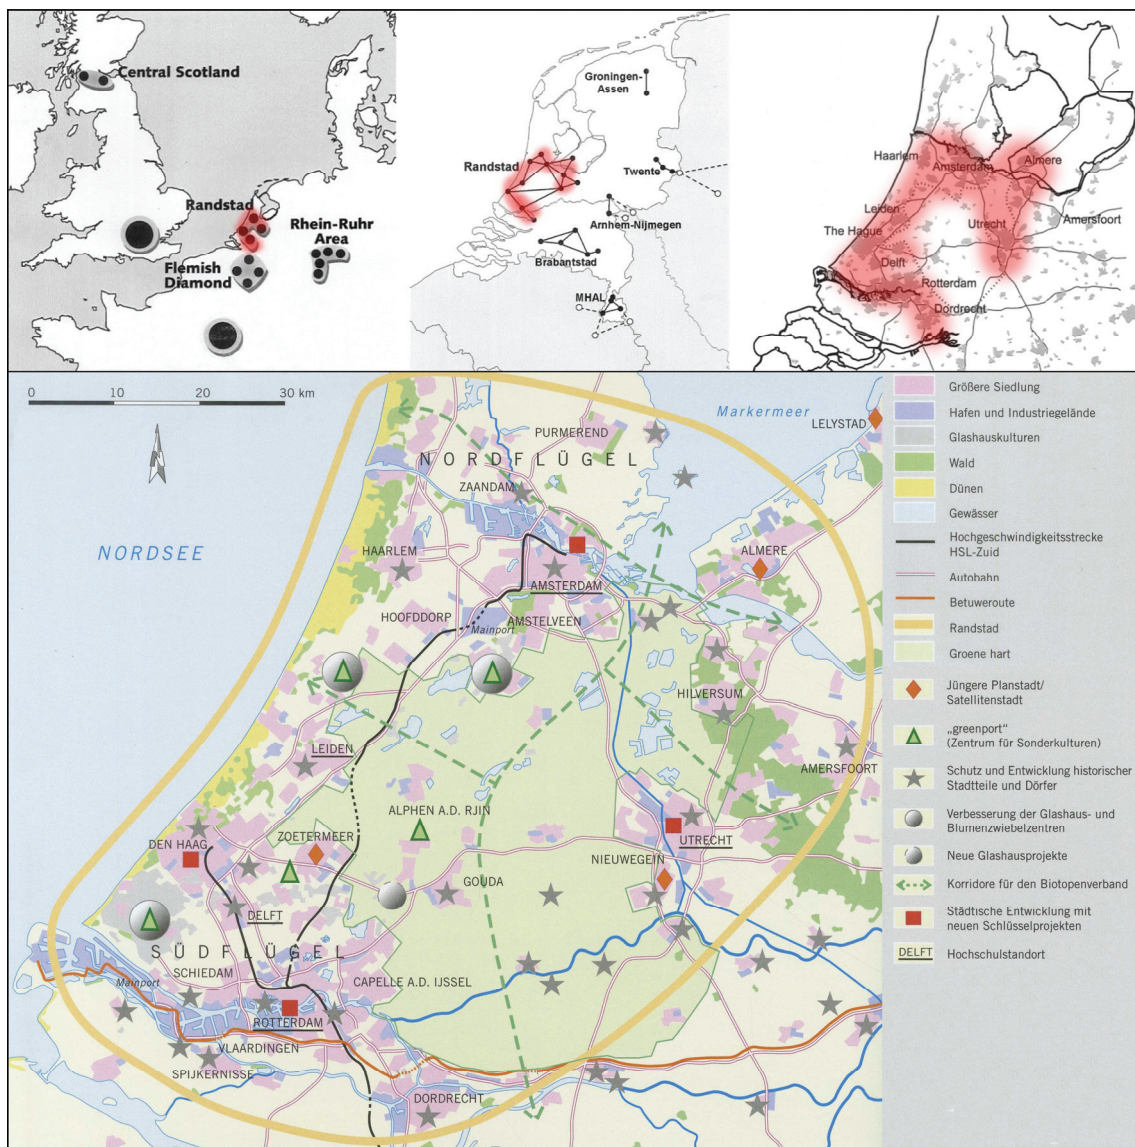 Central Scotland
Randstad
Rhein-Ruhr
Area
Flemish
Diamond
Groningen-
Assen
Randstad
Twente
Arnhem-Nijmegen
Brabantstad
MHAL
Haarlem
Amsterdam
Almere
Leiden
The Hague
Utrecht
Amersfoort
Delft
Rotterdam
Dordrecht
0 10 20 30 km
Markermeer
LELYSTAD
PURMEREND
NORDFLÜGEL
ZAANDAM
NORDSEE
HAARLEM
ALMERE
AMSTERDAM
HOOFDDORP
Mainport
AMSTELVEEN
HILVERSUM
LEIDEN
AMERSFOORT
ALPHEN A.D. RJIN
DEN HAAG
ZOETERMEER
UTRECHT
NIEUWEGEIN
GOUDA
DELFT
SÜDFLÜGEL
SCHIEDAM
CAPELLE A.D. IJSSEL
Mainport
ROTTERDAM
VLAARDINGEN
SPIJKERNISSE
DORDRECHT
Größere Siedlung
Hafen und Industriegelände
Glashauskulturen
Wald
Dünen
Gewässer
Hochgeschwindigkeitsstrecke
HSL-Zuid
Autobahn
Betuweroute
Randstad
Groene hart
Jüngere Planstadt/
Satellitenstadt
„greenport“
(Zentrum für Sonderkulturen)
Schutz und Entwicklung historischer
Stadtteile und Dörfer
Verbesserung der Glashaus- und
Blumenzwiebelzentren
Neue Glashausprojekte
Korridore für den Biotopenverband
Städtische Entwicklung mit
neuen Schlüsselprojekten
DELFT Hochschulstandort